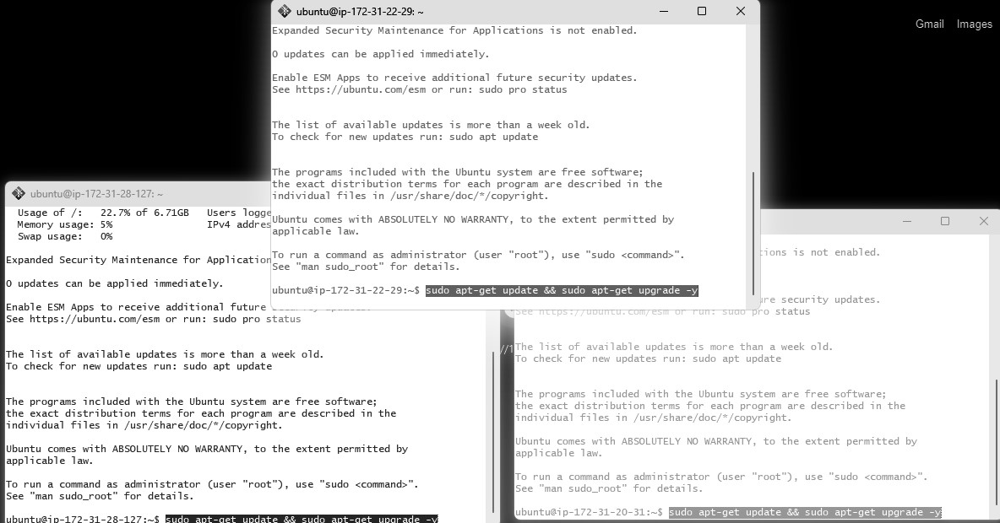 ubuntu@ip-172-31-22-29: ~
Expanded Security Maintenance for Applications is not enabled.
0 updates can be applied immediately.
Enable ESM Apps to receive additional future security updates.
See https://ubuntu.com/esm or run: sudo pro status
The list of available updates is more than a week old.
To check for new updates run: sudo apt update
The programs included with the Ubuntu system are free software;
the exact distribution terms for each program are described in the
individual files in /usr/share/doc/*/copyright.
Ubuntu comes with ABSOLUTELY NO WARRANTY, to the extent permitted by
applicable law.
To run a command as administrator (user "root"), use "sudo <command>".
See "man sudo_root" for details.
ubuntu@ip-172-31-22-29:~$ sudo apt-get update && sudo apt-get upgrade -y
Gmail Images
ubuntu@ip-172-31-28-127: ~
Usage of /: 22.7% of 6.71GB Users logge
Memory usage: 5% IPv4 addres
Swap usage: 0%
Expanded Security Maintenance for Application
0 updates can be applied immediately.
Enable ESM Apps to receive additional future security updates.
See https://ubuntu.com/esm or run: sudo pro status
The list of available updates is more than a week old.
To check for new updates run: sudo apt update
The programs included with the Ubuntu system are free software;
the exact distribution terms for each program are described in the
individual files in /usr/share/doc/*/copyright.
Ubuntu comes with ABSOLUTELY NO WARRANTY, to the extent permitted by
applicable law.
To run a command as administrator (user "root"), use "sudo <command>".
See "man sudo_root" for details.
ubuntu@ip-172-31-28-127:~$ sudo apt-get update && sudo apt-get upgrade -y
//1
tions is not enabled.
ure security updates.
See https://ubuntu.com/esm or run: sudo pro status
The list of available updates is more than a week old.
To check for new updates run: sudo apt update
The programs included with the Ubuntu system are free software;
the exact distribution terms for each program are described in the
individual files in /usr/share/doc/*/copyright.
Ubuntu comes with ABSOLUTELY NO WARRANTY, to the extent permitted by
applicable law.
To run a command as administrator (user "root"), use "sudo <command>".
See "man sudo_root" for details.
ubuntu@ip-172-31-20-31:~$ sudo apt-get update && sudo apt-get upgrade -y